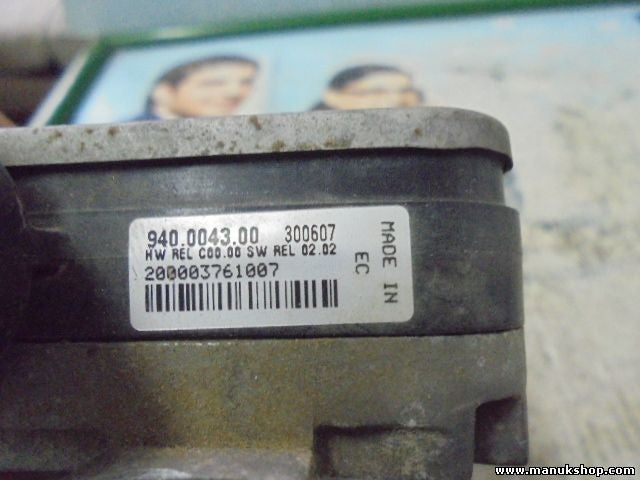 940.0043.00 300607
HW REL C00.00 SW REL 02.02
200003761007
MADE IN
EC
www.manukshop.com